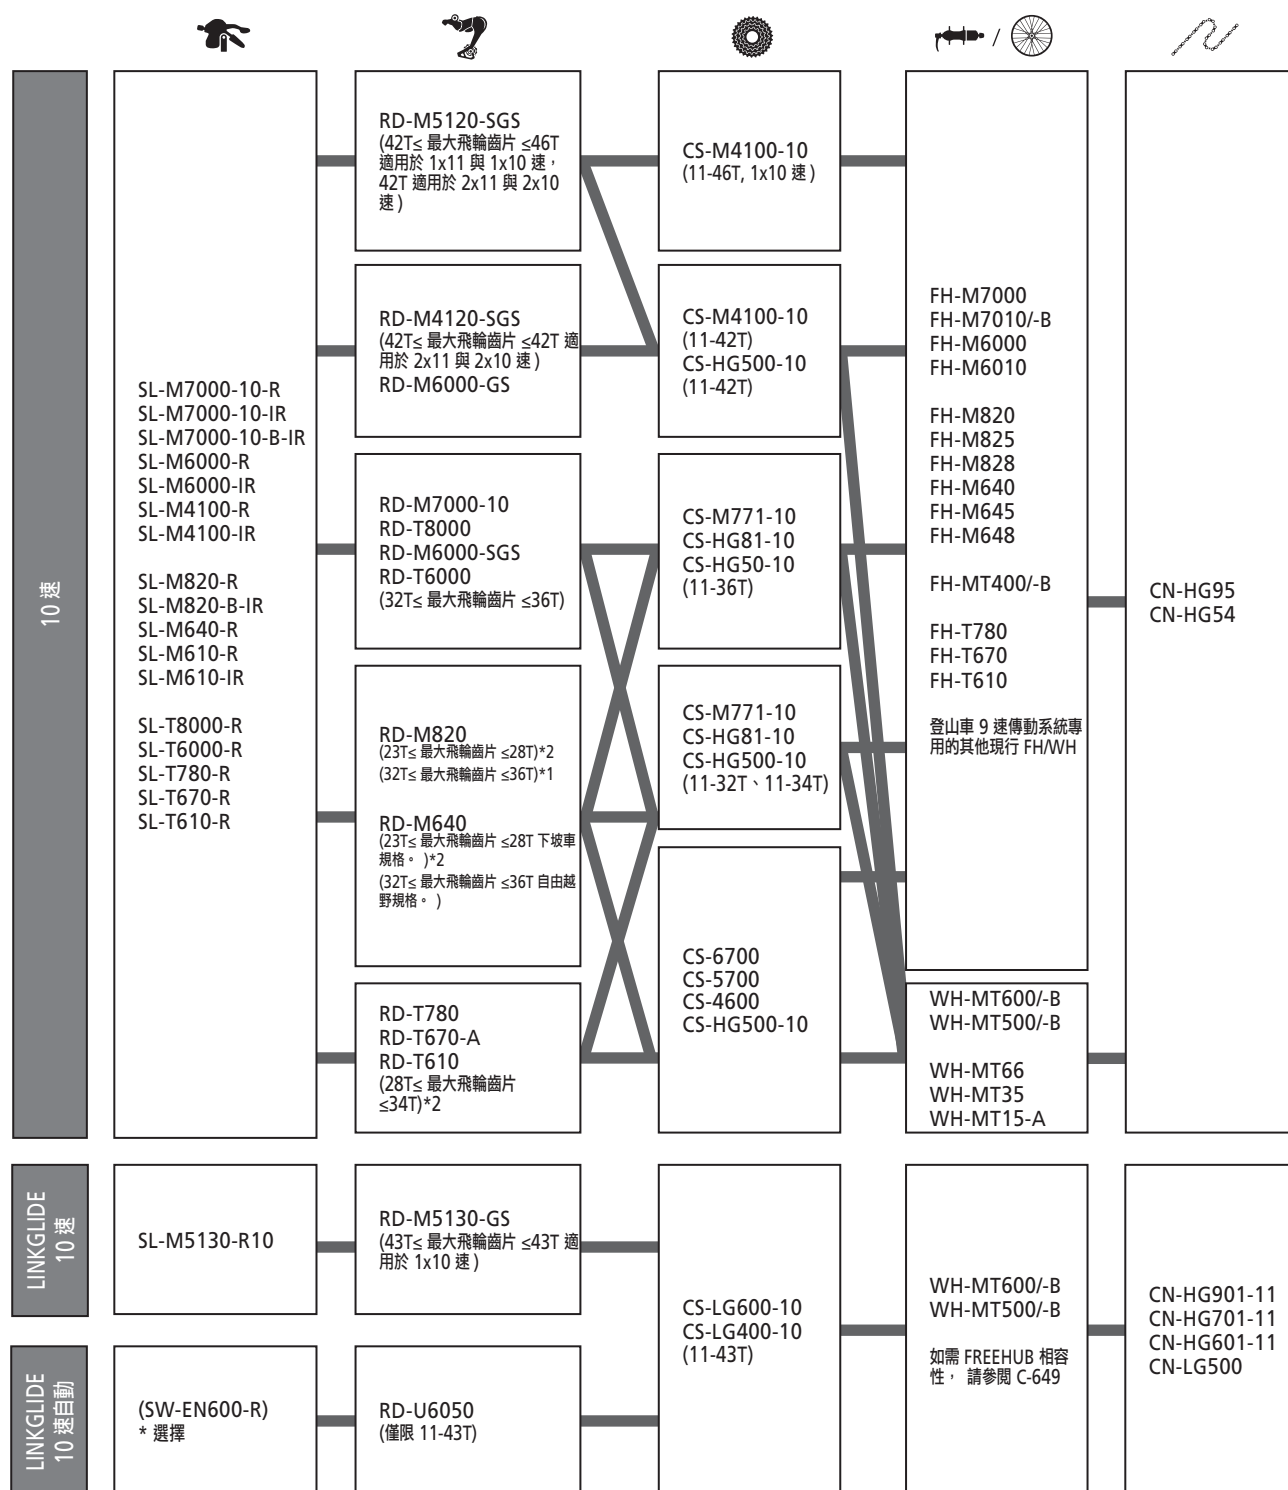 /
10 速
SL-M7000-10-R
SL-M7000-10-IR
SL-M7000-10-B-IR
SL-M6000-R
SL-M6000-IR
SL-M4100-R
SL-M4100-IR
SL-M820-R
SL-M820-B-IR
SL-M640-R
SL-M610-R
SL-M610-IR
SL-T8000-R
SL-T6000-R
SL-T780-R
SL-T670-R
SL-T610-R
RD-M5120-SGS
(42T≤ 最大飛輪齒片 ≤46T
適用於 1x11 與 1x10 速，
42T 適用於 2x11 與 2x10
速 )
RD-M4120-SGS
(42T≤ 最大飛輪齒片 ≤42T 適
用於 2x11 與 2x10 速 )
RD-M6000-GS
RD-M7000-10
RD-T8000
RD-M6000-SGS
RD-T6000
(32T≤ 最大飛輪齒片 ≤36T)
RD-M820
(23T≤ 最大飛輪齒片 ≤28T)*2
(32T≤ 最大飛輪齒片 ≤36T)*1
RD-M640
(23T≤ 最大飛輪齒片 ≤28T 下坡車
規格。 )*2
(32T≤ 最大飛輪齒片 ≤36T 自由越
野規格。 )
RD-T780
RD-T670-A
RD-T610
(28T≤ 最大飛輪齒片
≤34T)*2
CS-M4100-10
(11-46T, 1x10 速 )
CS-M4100-10
(11-42T)
CS-HG500-10
(11-42T)
CS-M771-10
CS-HG81-10
CS-HG50-10
(11-36T)
CS-M771-10
CS-HG81-10
CS-HG500-10
(11-32T、11-34T)
CS-6700
CS-5700
CS-4600
CS-HG500-10
FH-M7000
FH-M7010/-B
FH-M6000
FH-M6010
FH-M820
FH-M825
FH-M828
FH-M640
FH-M645
FH-M648
FH-MT400/-B
FH-T780
FH-T670
FH-T610
登山車 9 速傳動系統專
用的其他現行 FH/WH
WH-MT600/-B
WH-MT500/-B
WH-MT66
WH-MT35
WH-MT15-A
CN-HG95
CN-HG54
LINKGLIDE
10 速
SL-M5130-R10
RD-M5130-GS
(43T≤ 最大飛輪齒片 ≤43T 適
用於 1x10 速 )
LINKGLIDE
10 速自動
(SW-EN600-R)
* 選擇
RD-U6050
(僅限 11-43T)
CS-LG600-10
CS-LG400-10
(11-43T)
WH-MT600/-B
WH-MT500/-B
如需 FREEHUB 相容
性， 請參閱 C-649
CN-HG901-11
CN-HG701-11
CN-HG601-11
CN-LG500